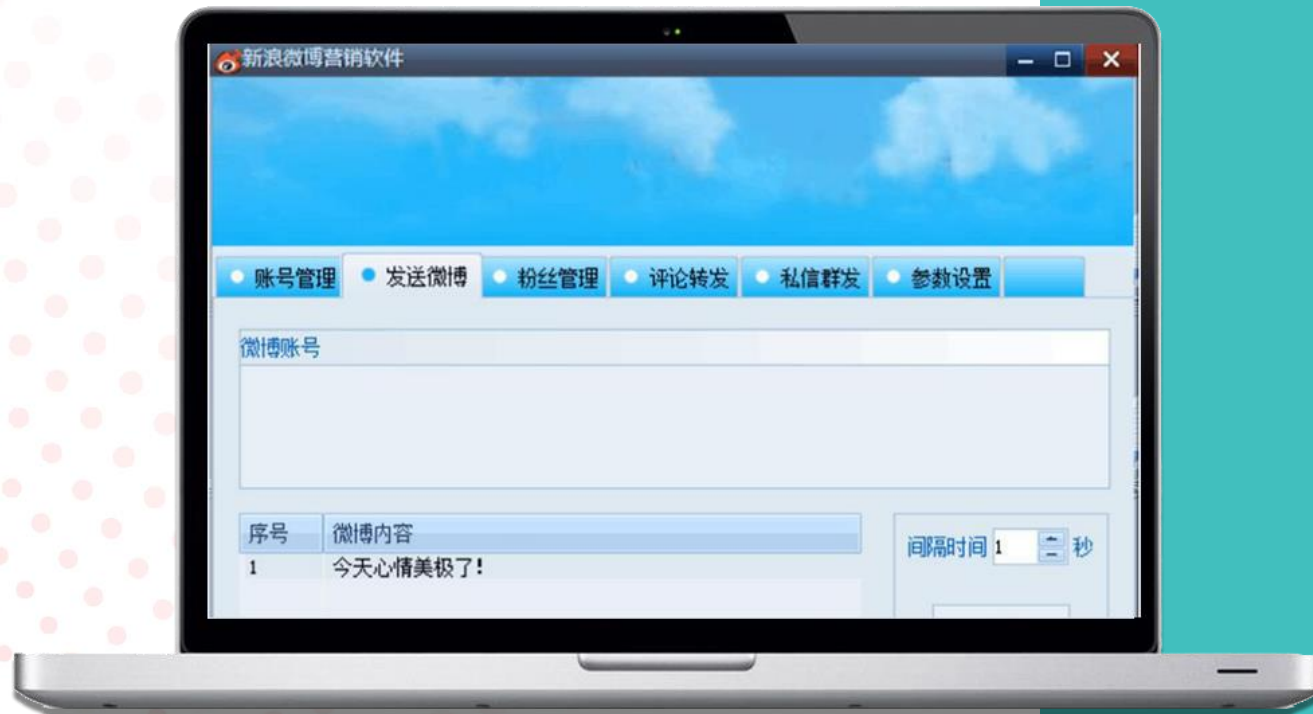 新浪微博营销软件
账号管理 发送微博 粉丝管理 评论转发 私信群发 参数设置
微博账号
序号 微博内容
间隔时间 1 秒
1 今天心情美极了!